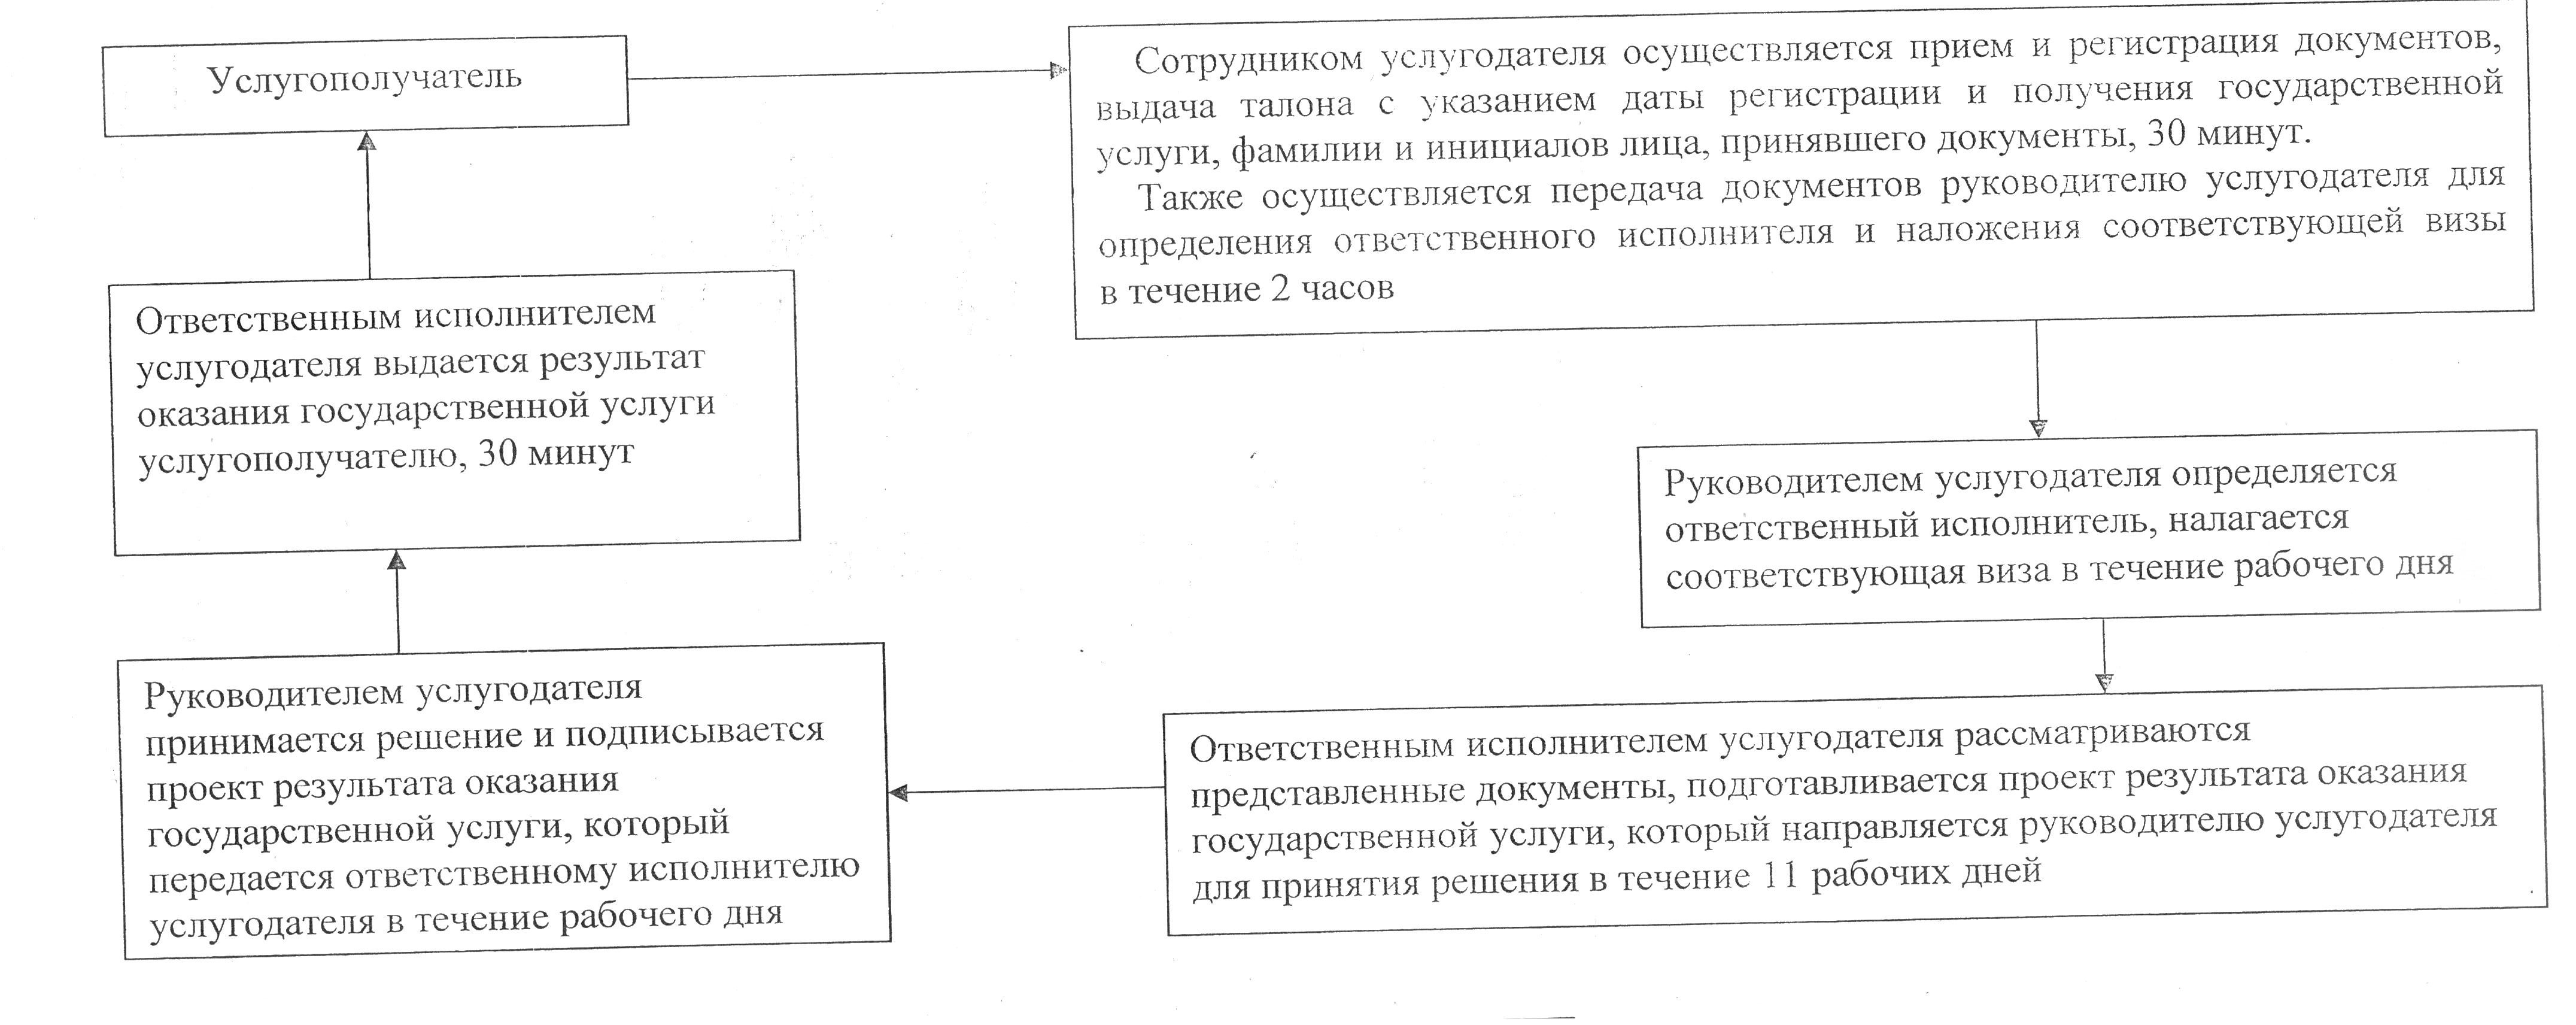 Услугополучатель
Сотрудником услугодателя осуществляется прием и регистрация документов,
выдача талона с указанием даты регистрации и получения государственной
услуги, фамилии и инициалов лица, принявшего документы, 30 минут.
Также осуществляется передача документов руководителю услугодателя для
определения ответственного исполнителя и наложения соответствующей визы
в течение 2 часов
Руководителем услугодателя определяется
ответственный исполнитель, налагается
соответствующая виза в течение рабочего дня
Ответственным исполнителем услугодателя рассматриваются
представленные документы, подготавливается проект результата оказания
государственной услуги, который направляется руководителю услугодателя
для принятия решения в течение 11 рабочих дней
Руководителем услугодателя
принимается решение и подписывается
проект результата оказания
государственной услуги, который
передается ответственному исполнителю
услугодателя в течение рабочего дня
Ответственным исполнителем
услугодателя выдается результат
оказания государственной услуги
услугополучателю, 30 минут